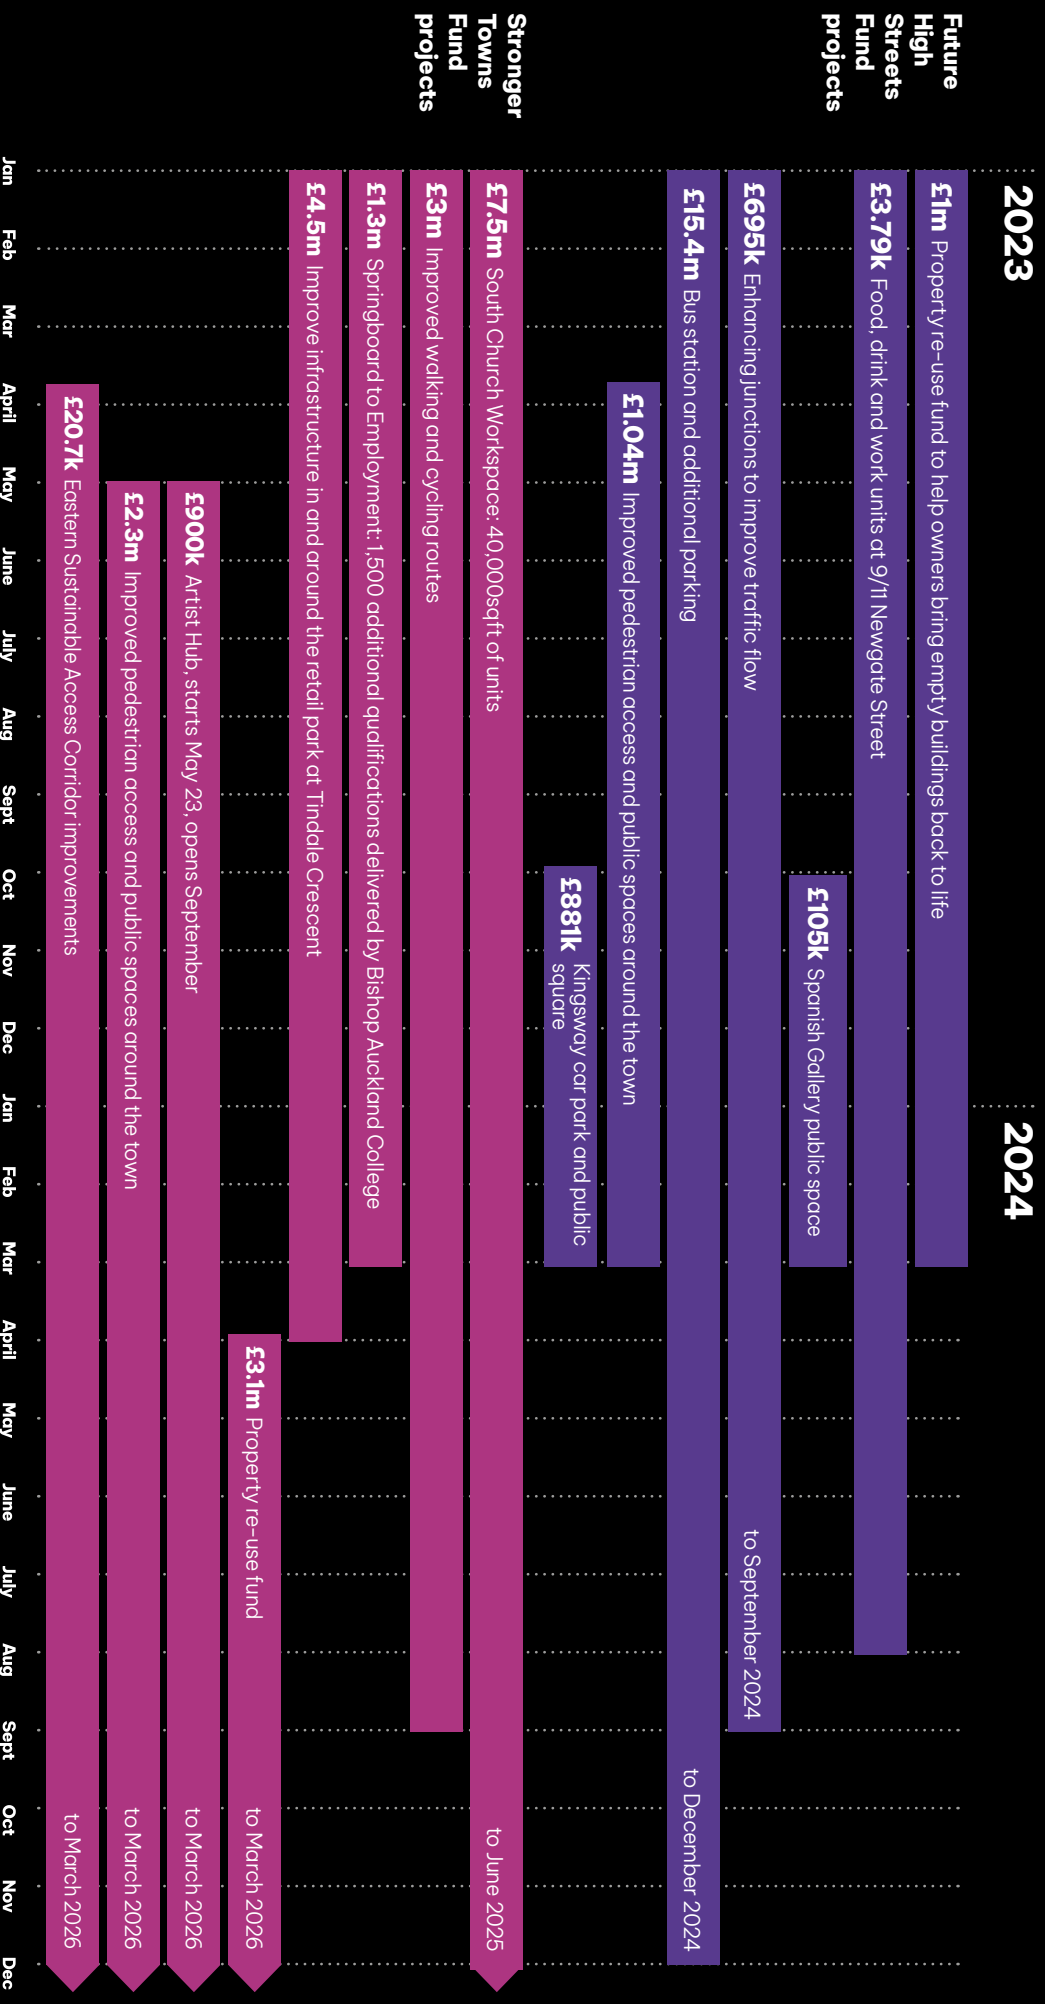 2023
2024
Future
High
Streets
Fund
projects
£1m Property re-use fund to help owners bring empty buildings back to life
£3.79k Food, drink and work units at 9/11 Newgate Street
£105k Spanish Gallery public space
£695k Enhancing junctions to improve traffic flow
to September 2024
£15.4m Bus station and additional parking
to December 2024
£1.04m Improved pedestrian access and public spaces around the town
£881k Kingsway car park and public
square
Stronger
Towns
Fund
projects
£7.5m South Church Workspace: 40,000sqft of units
to June 2025
£3m Improved walking and cycling routes
£1.3m Springboard to Employment: 1,500 additional qualifications delivered by Bishop Auckland College
£4.5m Improve infrastructure in and around the retail park at Tindale Crescent
£3.1m Property re-use fund
to March 2026
£900k Artist Hub, starts May 23, opens September
to March 2026
£2.3m Improved pedestrian access and public spaces around the town
to March 2026
£20.7k Eastern Sustainable Access Corridor improvements
to March 2026
Jan Feb Mar April May June July Aug Sept Oct Nov Dec Jan Feb Mar April May June July Aug Sept Oct Nov Dec